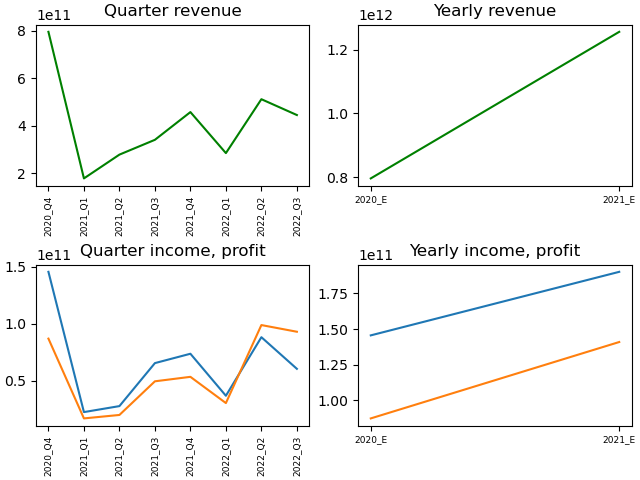 Quarter revenue
1e11
8
6
4
2
2020_Q4
2021_Q1
2021_Q2
2021_Q3
2021_Q4
2022_Q1
2022_Q2
2022_Q3
Yearly revenue
1e12
1.2
1.0
0.8
2020_E
2021_E
Quarter income, profit
1e11
1.5
1.0
0.5
2020_Q4
2021_Q1
2021_Q2
2021_Q3
2021_Q4
2022_Q1
2022_Q2
2022_Q3
Yearly income, profit
1e11
1.75
1.50
1.25
1.00
2020_E
2021_E